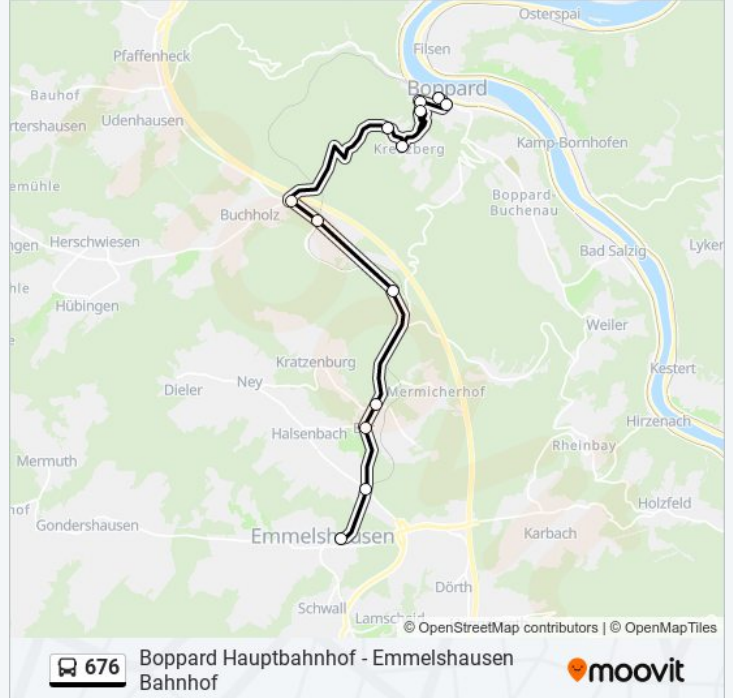 Osterspai
Filsen
Pfaffenheck
Boppard
Bauhof
rtershausen
Udenhausen
Kamp-Bornhofen
emühle
Boppard-
Buchenau
Buchholz
Lyker
ngen
Herschwiesen
Bad Salzig
hle
Hübingen
Weiler
Kratzenburg
Kestert
Ney
Dieler
Mermicherhof
Hirzenach
Halsenbach
Rheinbay
Mermuth
Holzfeld
hof
Gondershausen
Emmelshausen
Karbach
Dörth
Schwall
Lamscheid
© OpenStreetMap contributors | © OpenMapTiles
676
Boppard Hauptbahnhof - Emmelshausen
Bahnhof
moovit